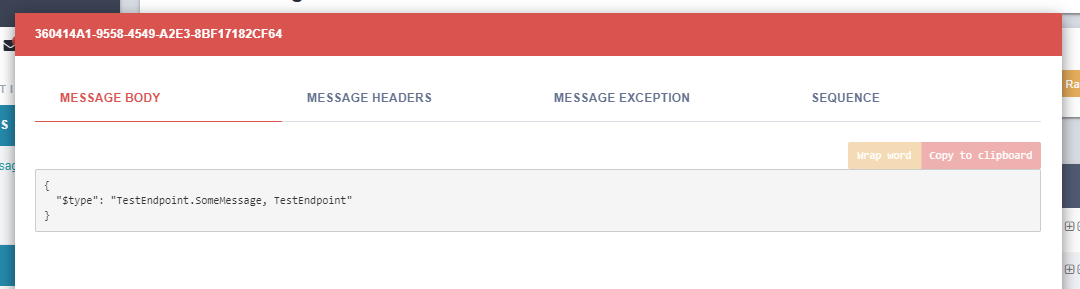 360414A1-9558-4549-A2E3-8BF17182CF64
MESSAGE BODY
MESSAGE HEADERS
MESSAGE EXCEPTION
SEQUENCE
Wrap word
Copy to clipboard
{
"$type": "TestEndpoint.SomeMessage, TestEndpoint"
}
T I
S
sag
Ra